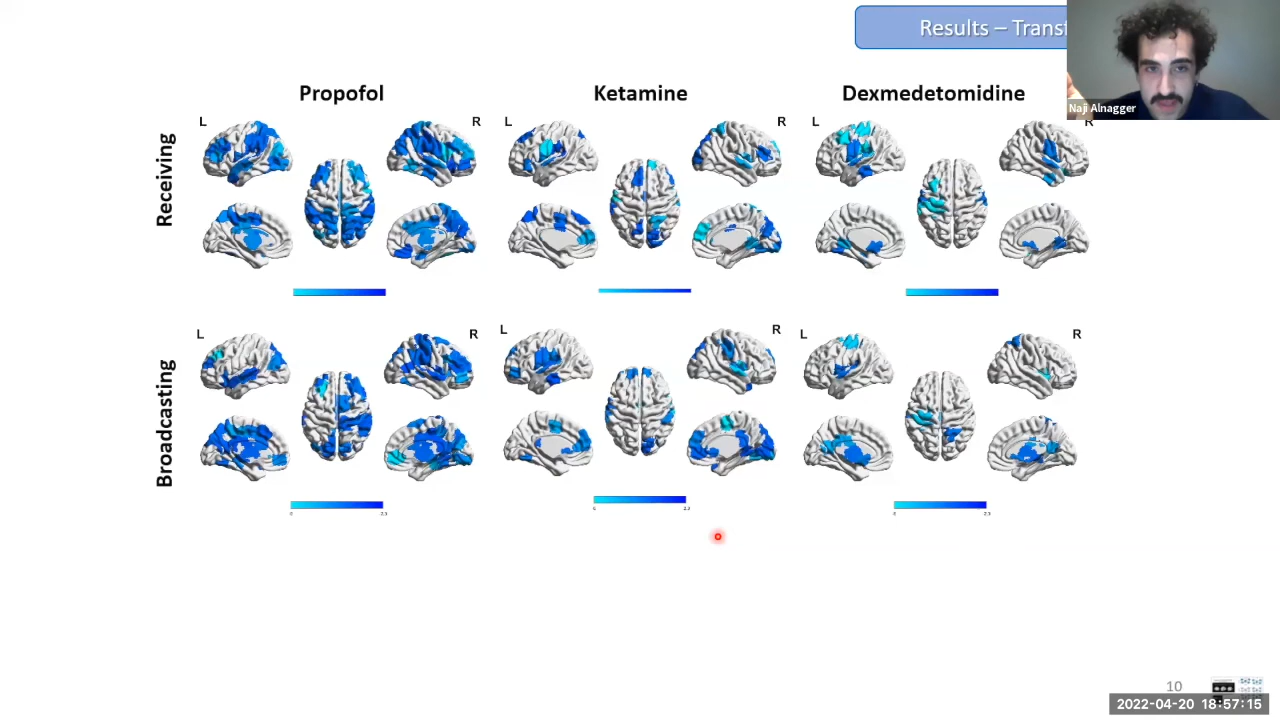 Results – Transf
Naji Alnagger
Propofol
Ketamine
Dexmedetomidine
Receiving
L
R
L
R
L
R
Broadcasting
L
R
L
R
L
R
10
2022-04-20 18:57:15